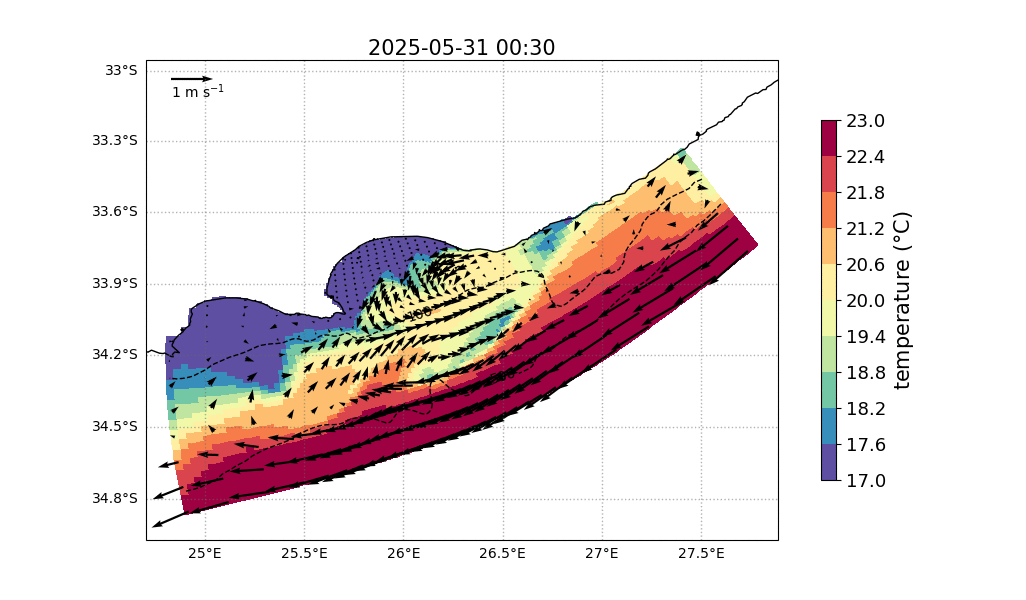 2025-05-31 00:30
33°S
33.3°S
33.6°S
33.9°S
34.2°S
34.5°S
34.8°S
1 m s⁻¹
100
25°E
25.5°E
26°E
26.5°E
27°E
27.5°E
23.0
22.4
21.8
21.2
20.6
20.0
19.4
18.8
18.2
17.6
17.0
temperature (°C)